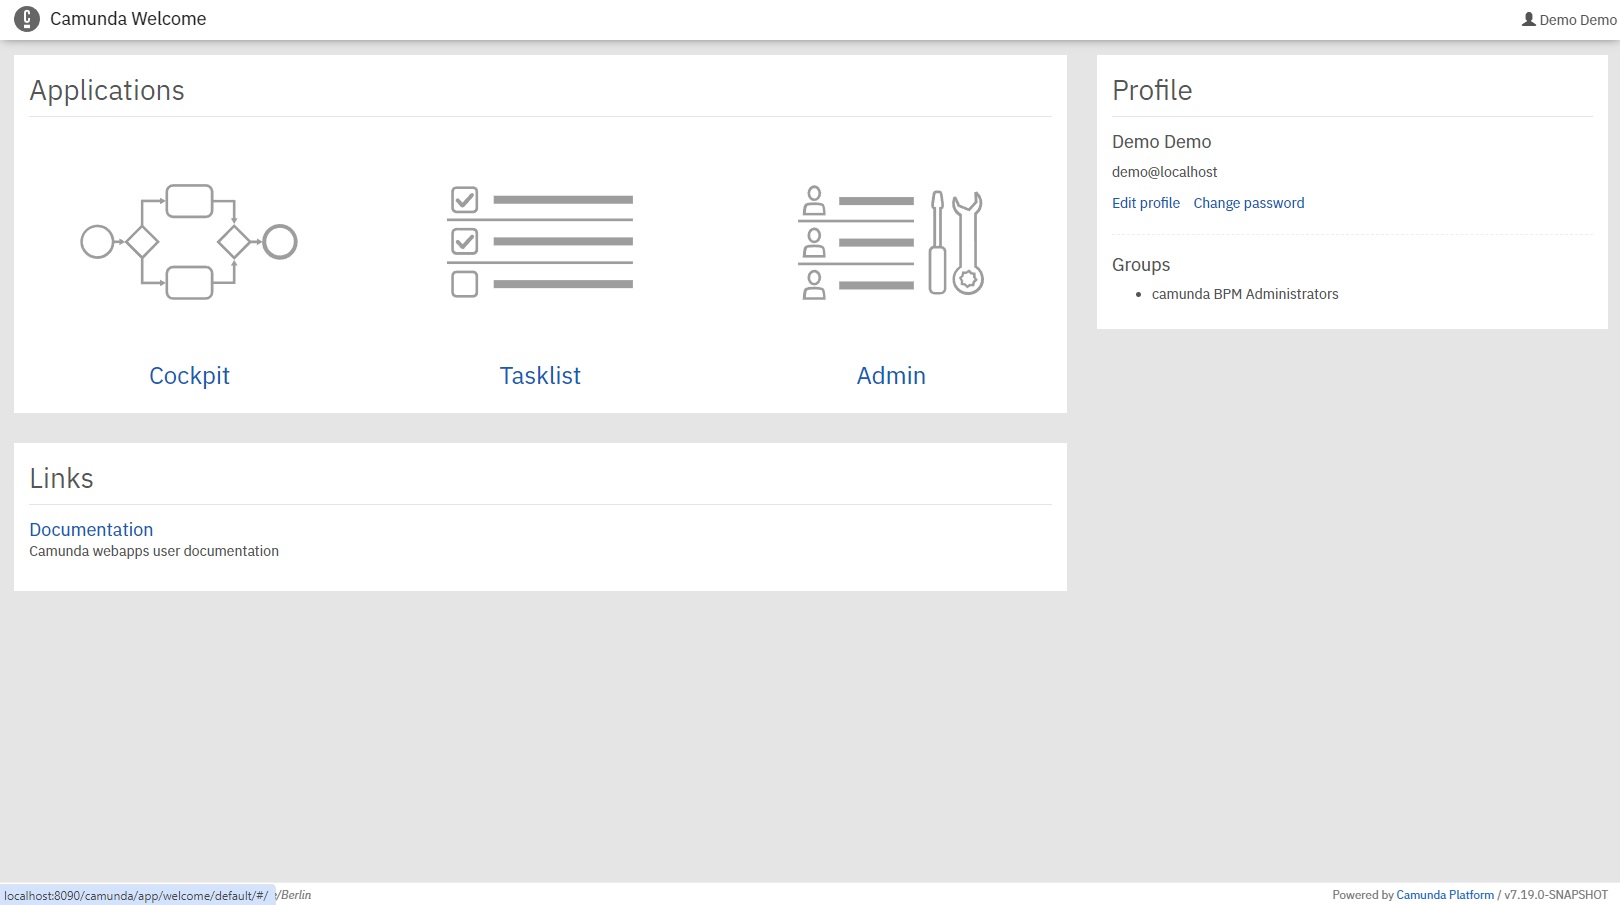 Camunda Welcome
Demo Demo
Applications
Cockpit
Tasklist
Admin
Links
Documentation
Camunda webapps user documentation
Profile
Demo Demo
demo@localhost
Edit profile Change password
Groups
camunda BPM Administrators
localhost:8090/camunda/app/welcome/default/#/
/Berlin
Powered by Camunda Platform / v7.19.0-SNAPSHOT